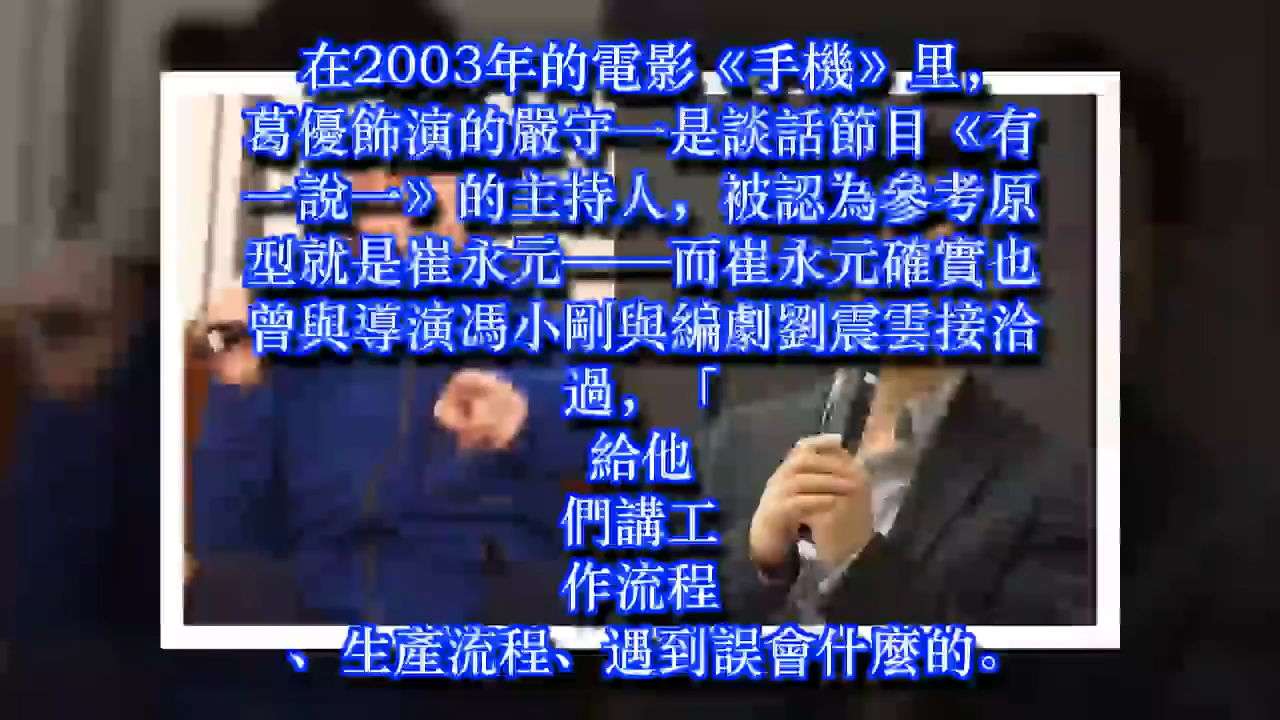 在2003年的電影《手機》里，
葛優飾演的嚴守一是談話節目《有
一說一》的主持人，被認為參考原
型就是崔永元——而崔永元確實也
曾與導演馮小剛與編劇劉震雲接洽
過，「
給他
們講工
作流程
、生產流程、遇到誤會什麼的。